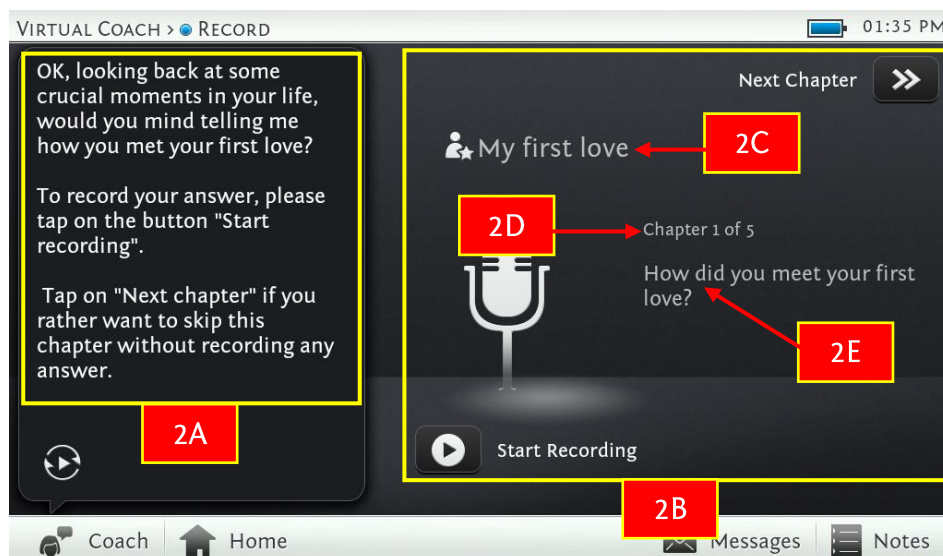 VIRTUAL COACH > RECORD
01:35 PM
OK, looking back at some
crucial moments in your life,
would you mind telling me
how you met your first love?
To record your answer, please
tap on the button "Start
recording".
Tap on "Next chapter" if you
rather want to skip this
chapter without recording any
answer.
2A
Next Chapter
My first love
2C
2D
Chapter 1 of 5
How did you meet your first
love?
2E
Start Recording
2B
Coach
Home
Messages
Notes